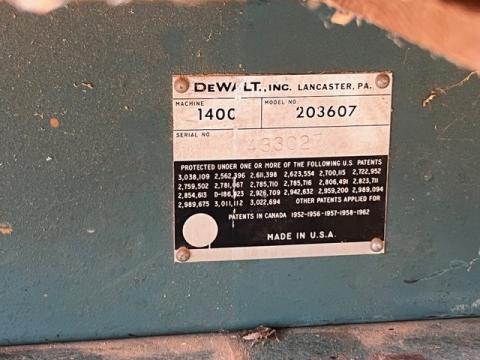 DEWALT., INC. LANCASTER, PA.
MACHINE MODEL NO
1400 203607
SERIAL NO
PROTECTED UNDER ONE OR MORE OF THE FOLLOWING U.S. PATENTS
3,038,109 2,562,396 2,611,398 2,623,554 2,700,115 2,722,952
2,759,502 2,781,067 2,785,710 2,785,716 2,806,491 2,823,711
2,854,613 D-186,823 2,926,709 2,942,632 2,959,200 2,989,094
2,989,675 3,011,112 3,022,694 OTHER PATENTS APPLIED FOR
PATENTS IN CANADA 1952-1956-1957-1958-1962
MADE IN U.S.A.